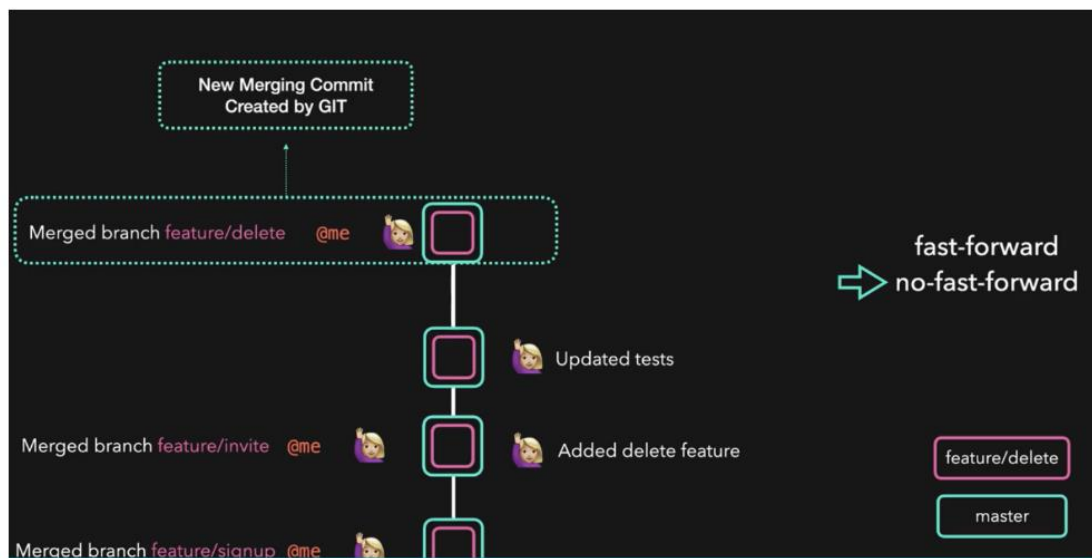 New Merging Commit
Created by GIT
Merged branch feature/delete @me
fast-forward
no-fast-forward
Updated tests
Merged branch feature/invite @me
Added delete feature
feature/delete
master
Merged branch feature/signup @me